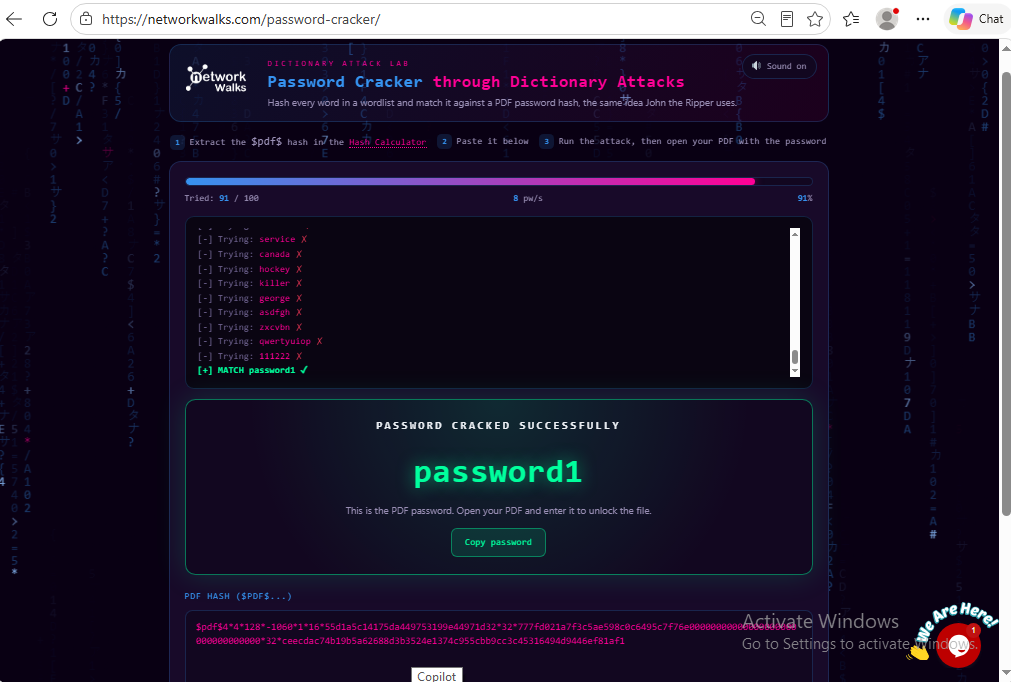 https://networkwalks.com/password-cracker/
Chat
network
Walks
DICTIONARY ATTACK LAB
Password Cracker through Dictionary Attacks
Hash every word in a wordlist and match it against a PDF password hash, the same idea John the Ripper uses.
Sound on
1 Extract the $pdf$ hash in the Hash Calculator 2 Paste it below 3 Run the attack, then open your PDF with the password
Tried: 91 / 100 8 pw/s 91%
[-] Trying: service ✗
[-] Trying: canada ✗
[-] Trying: hockey ✗
[-] Trying: killer ✗
[-] Trying: george ✗
[-] Trying: asdfgh ✗
[-] Trying: zxcvbn ✗
[-] Trying: qwertyuiop ✗
[-] Trying: 111222 ✗
[+] MATCH password1 ✓
PASSWORD CRACKED SUCCESSFULLY
password1
This is the PDF password. Open your PDF and enter it to unlock the file.
Copy password
PDF HASH ($PDF$...)
Activate Windows
Go to Settings to activate Windows.
We Are Here!
1
Copilot